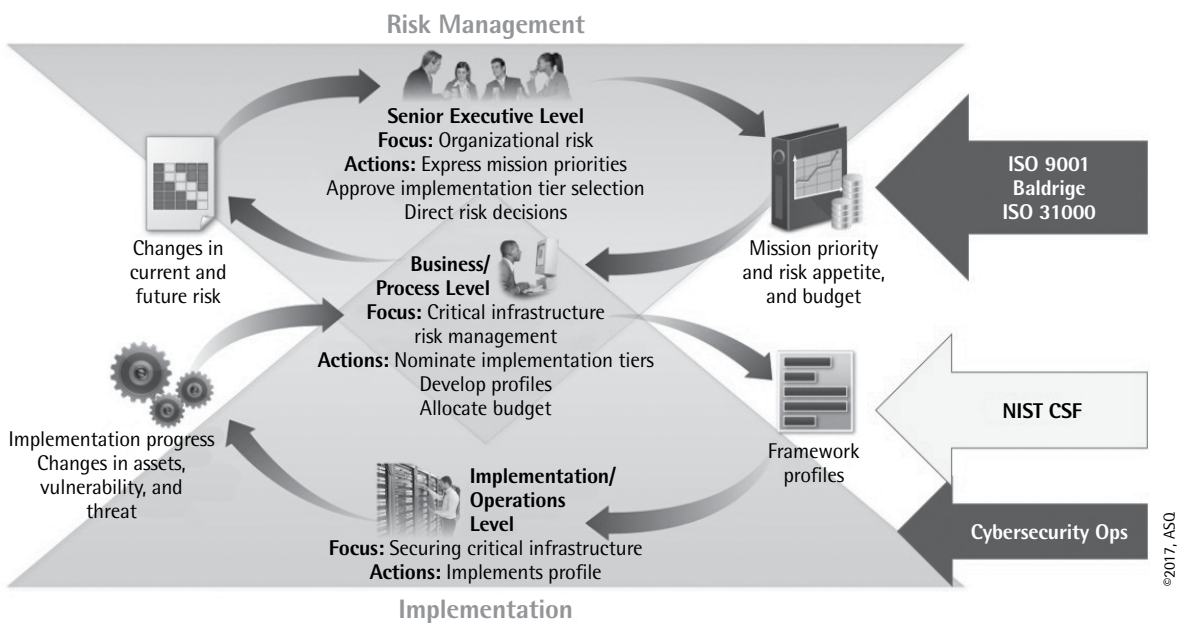 Risk Management
Senior Executive Level
Focus: Organizational risk
Actions: Express mission priorities
Approve implementation tier selection
Direct risk decisions
Changes in
current and
future risk
Mission priority
and risk appetite,
and budget
ISO 9001
Baldrige
ISO 31000
Business/
Process Level
Focus: Critical infrastructure
risk management
Actions: Nominate implementation tiers
Develop profiles
Allocate budget
Implementation progress
Changes in assets,
vulnerability, and
threat
Framework
profiles
NIST CSF
Implementation/
Operations
Level
Focus: Securing critical infrastructure
Actions: Implements profile
Cybersecurity Ops
Implementation
©2017, ASQ